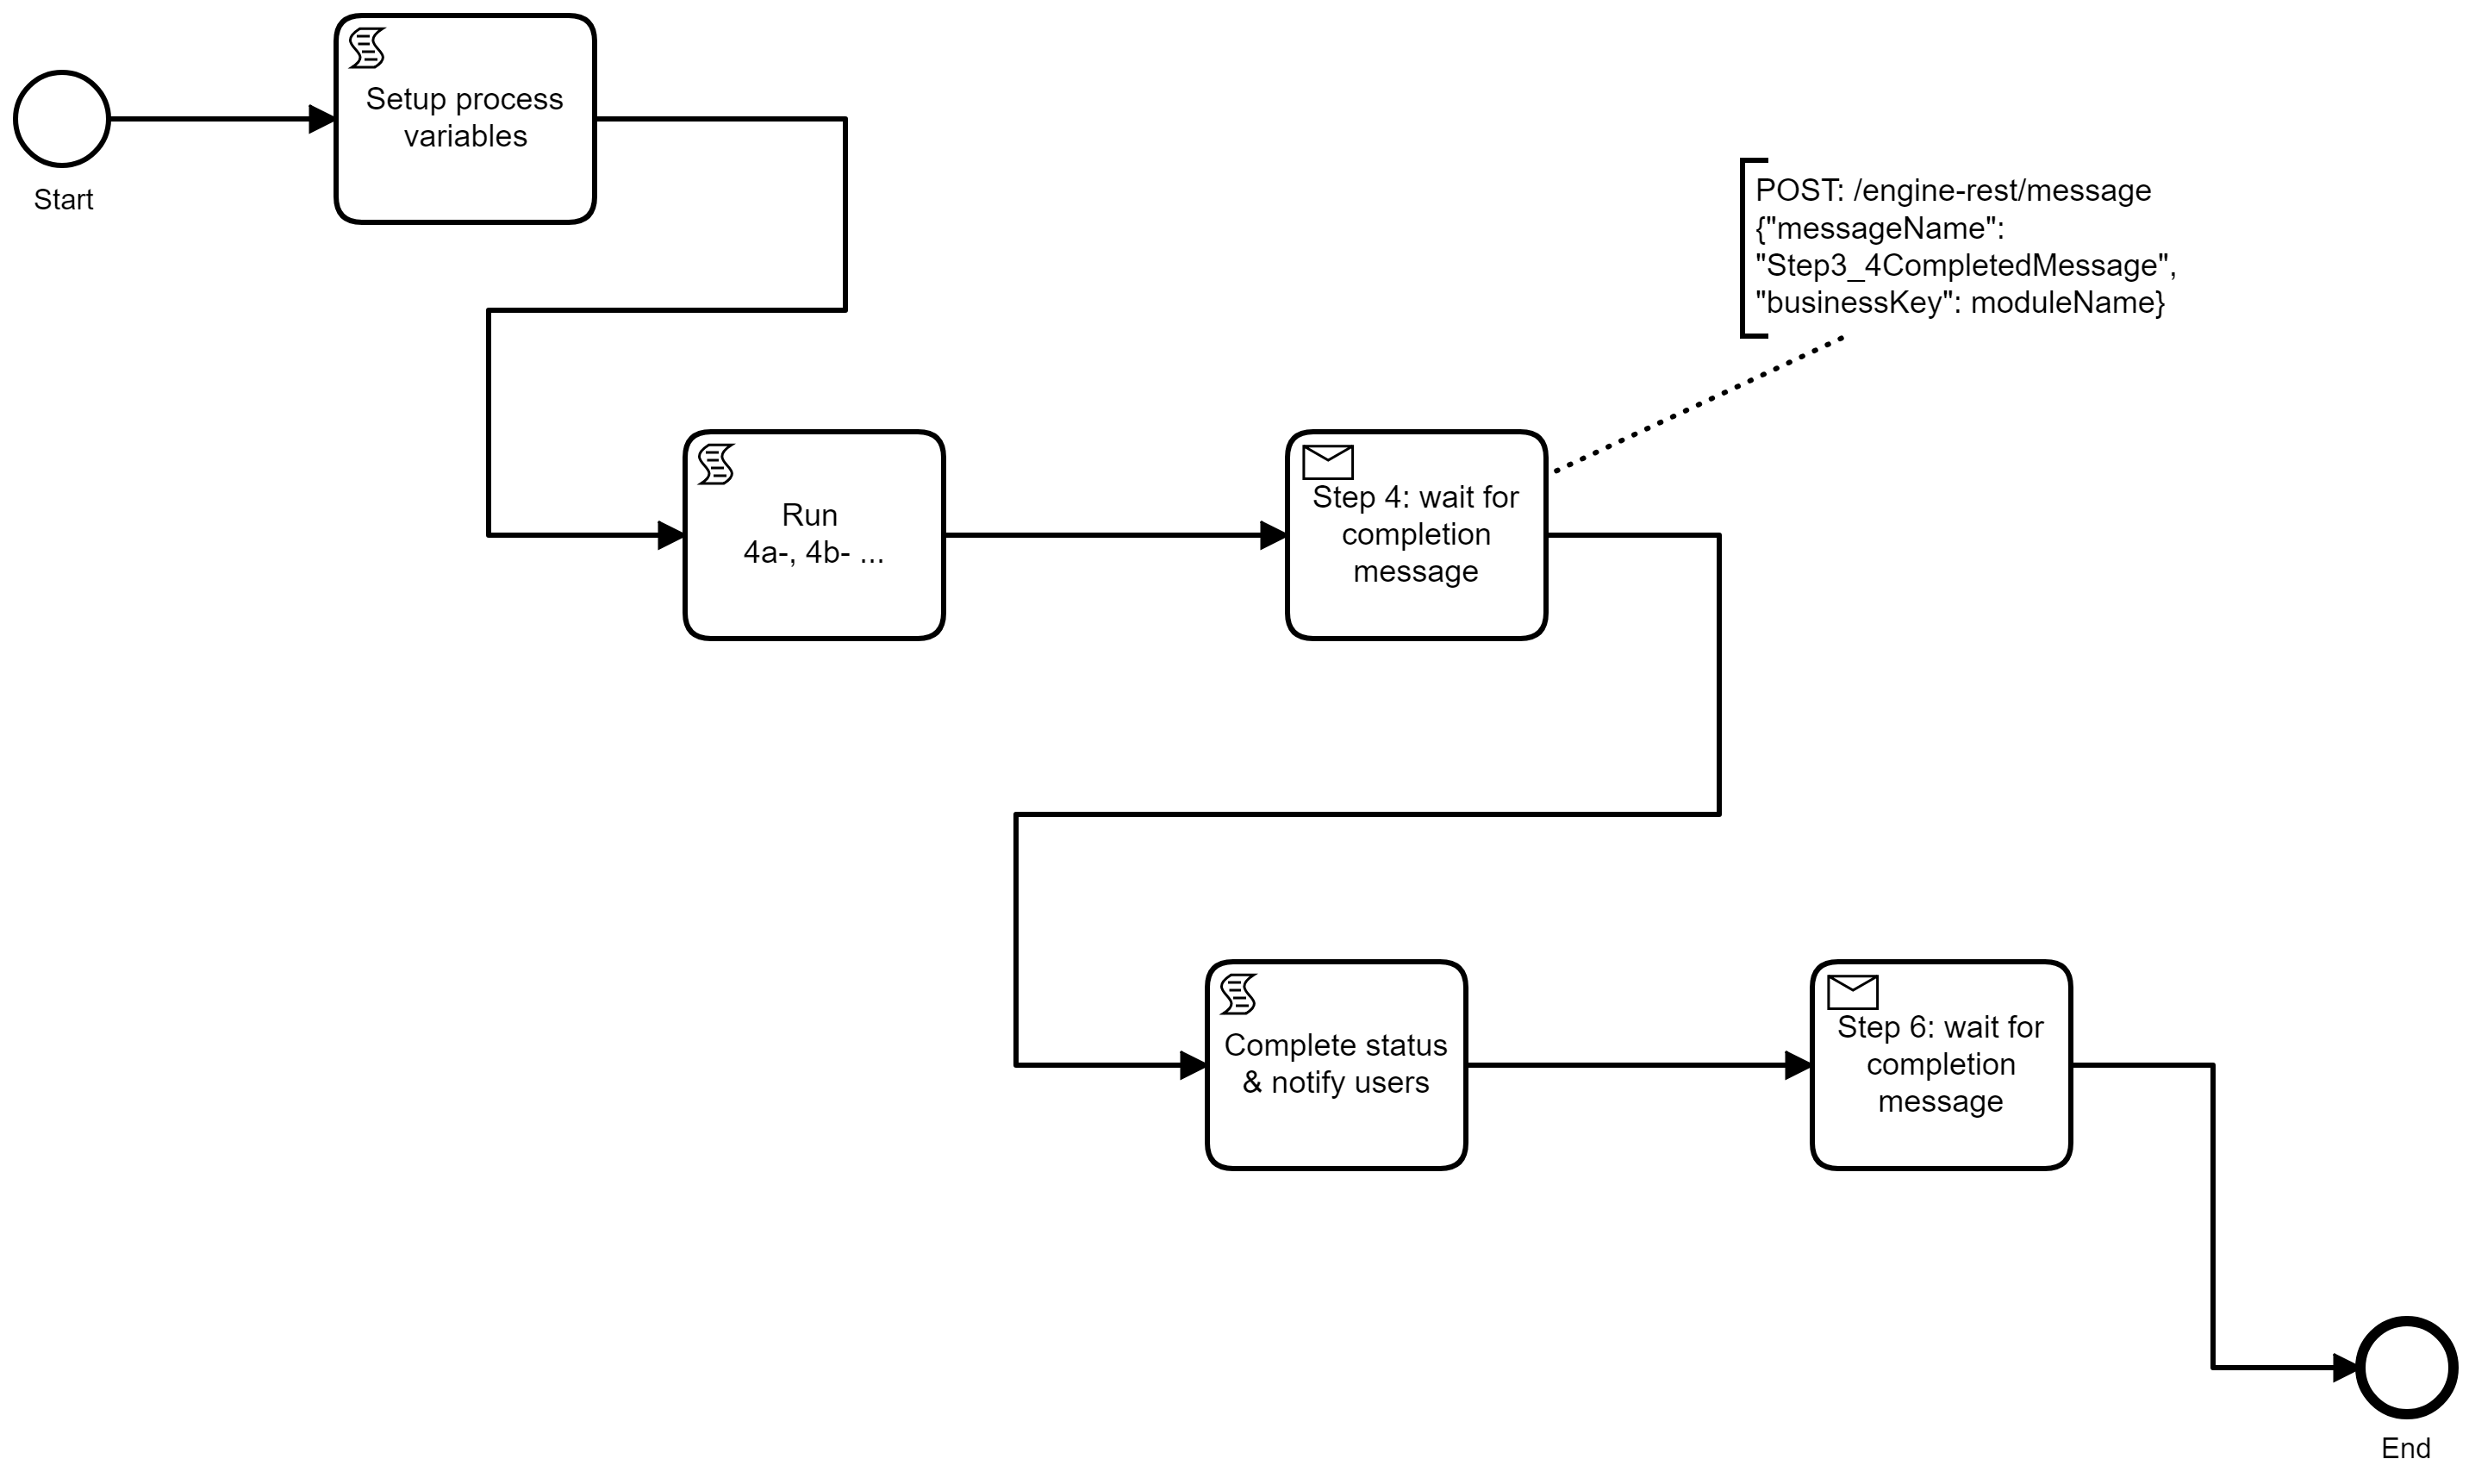 Start
Setup process
variables
POST: /engine-rest/message
{"messageName":
"Step3_4CompletedMessage",
"businessKey": moduleName}
Run
4a-, 4b- ...
Step 4: wait for
completion
message
Complete status
& notify users
Step 6: wait for
completion
message
End